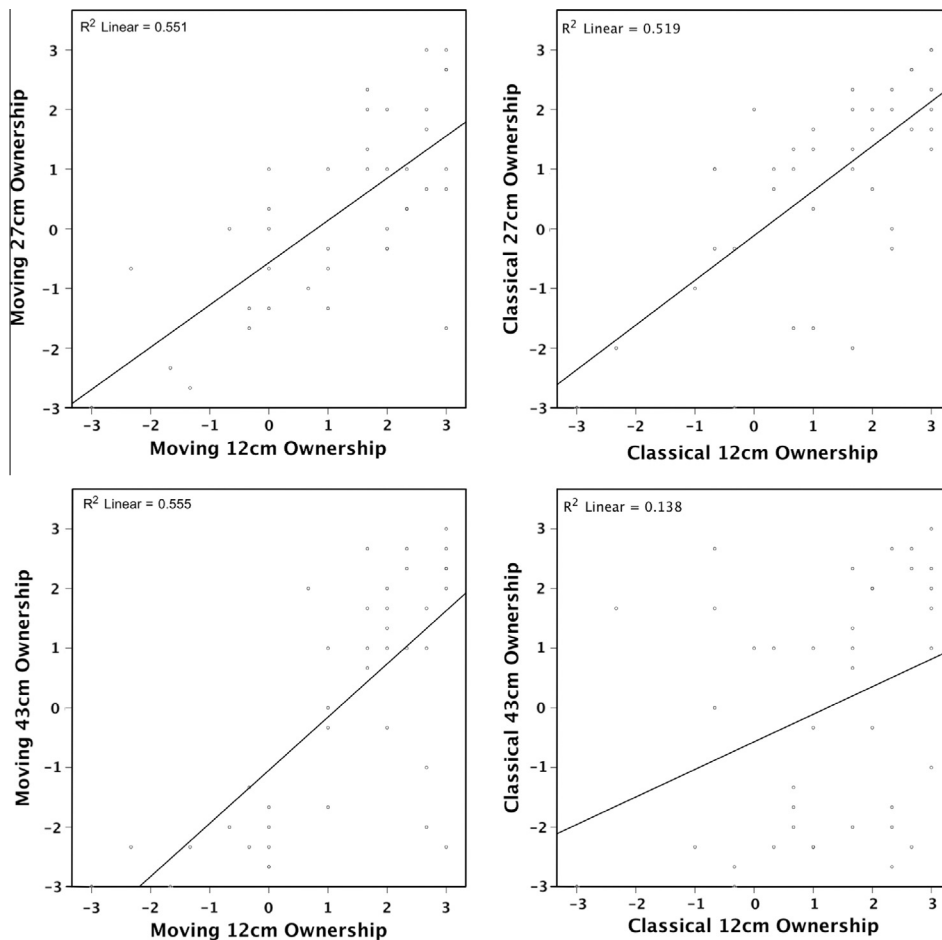 R² Linear = 0.551
Moving 27cm Ownership
3
2
1
0
-1
-2
-3
-3 -2 -1 0 1 2 3
Moving 12cm Ownership
R² Linear = 0.519
Classical 27cm Ownership
3
2
1
0
-1
-2
-3
-3 -2 -1 0 1 2 3
Classical 12cm Ownership
R² Linear = 0.555
Moving 43cm Ownership
3
2
1
0
-1
-2
-3
-3 -2 -1 0 1 2 3
Moving 12cm Ownership
R² Linear = 0.138
Classical 43cm Ownership
3
2
1
0
-1
-2
-3
-3 -2 -1 0 1 2 3
Classical 12cm Ownership